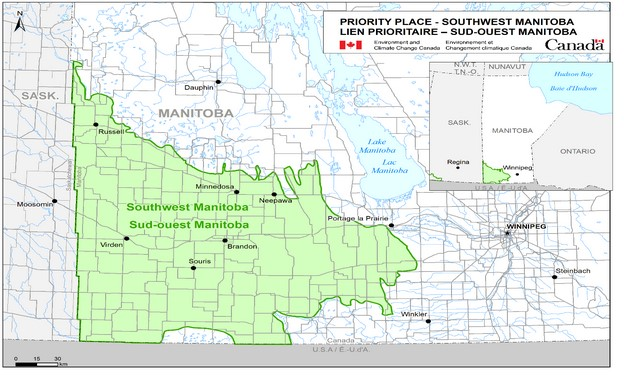 PRIORITY PLACE - SOUTHWEST MANITOBA
LIEN PRIORITAIRE – SUD-OUEST MANITOBA
Environment and
Climate Change Canada
Environnement et
Changement climatique Canada
Canada
N
N.W.T.
T.N.-O.
NUNAVUT
Hudson Bay
Baie d'Hudson
SASK.
MANITOBA
ONTARIO
Regina
Winnipeg
U.S.A / É.-U d'A.
SASK.
MANITOBA
Dauphin
Russell
Lake
Manitoba
Lac
Manitoba
Minnedosa
Neepawa
Moosomin
Southwest Manitoba
Sud-ouest Manitoba
Portage la Prairie
WINNIPEG
Virden
Brandon
Souris
Steinbach
Winkler
Canada
U.S.A / É.-U d'A.
0 15 30
km